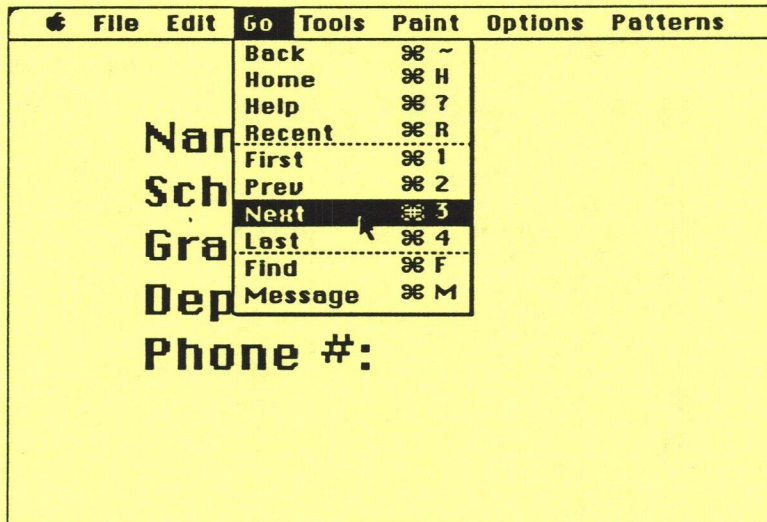 File Edit Go Tools Paint Options Patterns
Back ⌘ ~
Home ⌘ H
Help ⌘ ?
Recent ⌘ R
First ⌘ 1
Prev ⌘ 2
Next ⌘ 3
Last ⌘ 4
Find ⌘ F
Message ⌘ M
Nam
Sch
Gra
Dep
Phone #: